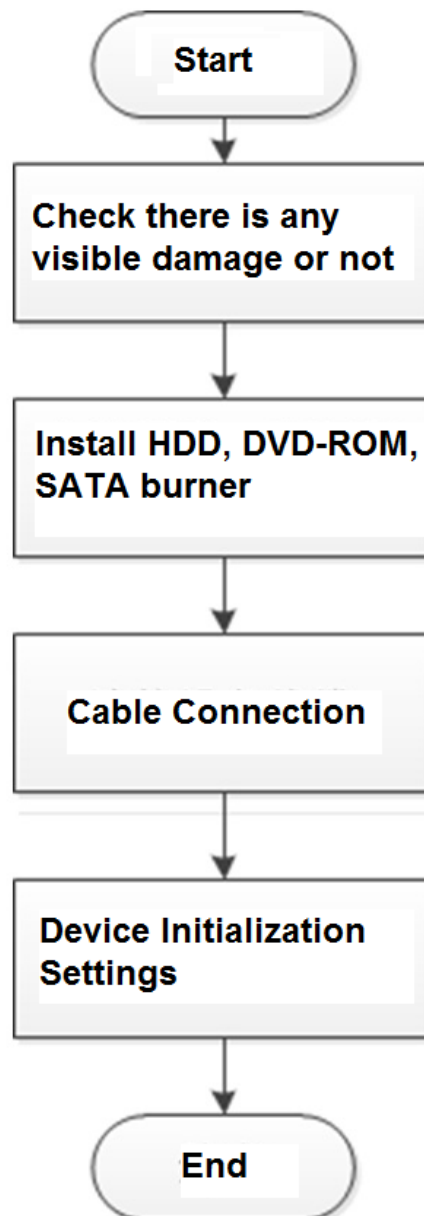 Start
Check there is any
visible damage or not
Install HDD, DVD-ROM,
SATA burner
Cable Connection
Device Initialization
Settings
End